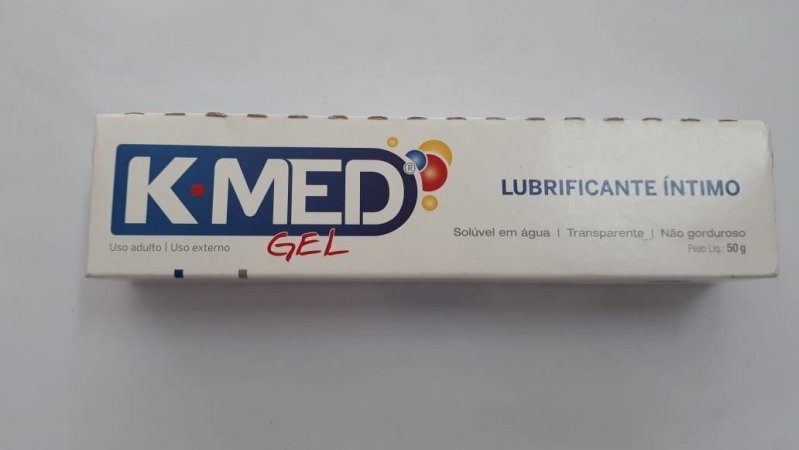 K·MED®
GEL
Uso adulto | Uso externo
LUBRIFICANTE ÍNTIMO
Solúvel em água | Transparente | Não gorduroso
Peso Líq.: 50 g